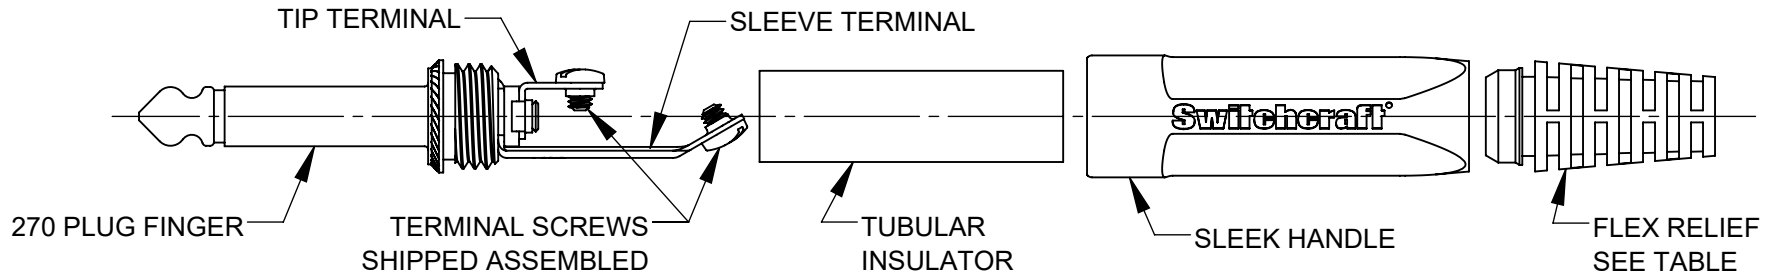 TIP TERMINAL
SLEEVE TERMINAL
Switchcraft®
270 PLUG FINGER
TERMINAL SCREWS
SHIPPED ASSEMBLED
TUBULAR
INSULATOR
SLEEK HANDLE
FLEX RELIEF
SEE TABLE